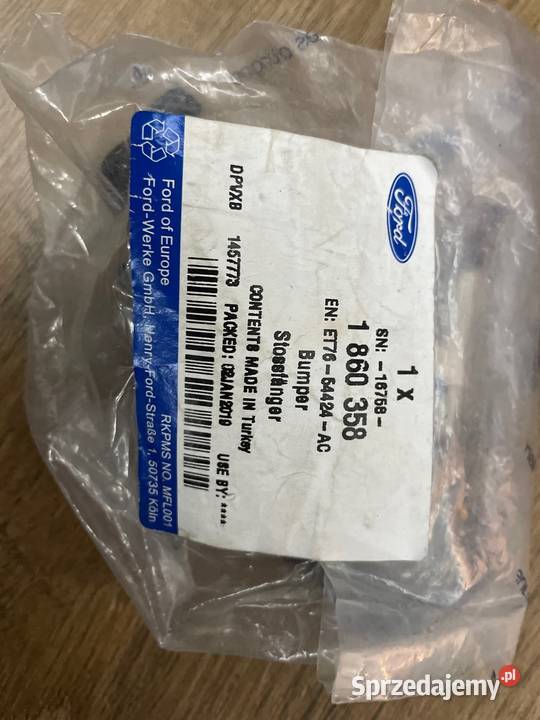 Ford
1 x
SN: -16758-
1 860 358
EN: ET76-54424-AC
Bumper
Stossfänger
CONTENTS MADE IN Turkey
DPVXB 1457773 PACKED: 09JAN2019 USE BY: ****
RKPMS NO. MFL001
Ford of Europe
Ford-Werke GmbH, Henry-Ford-Straße 1, 50735 Köln
Sprzedajemy.pl